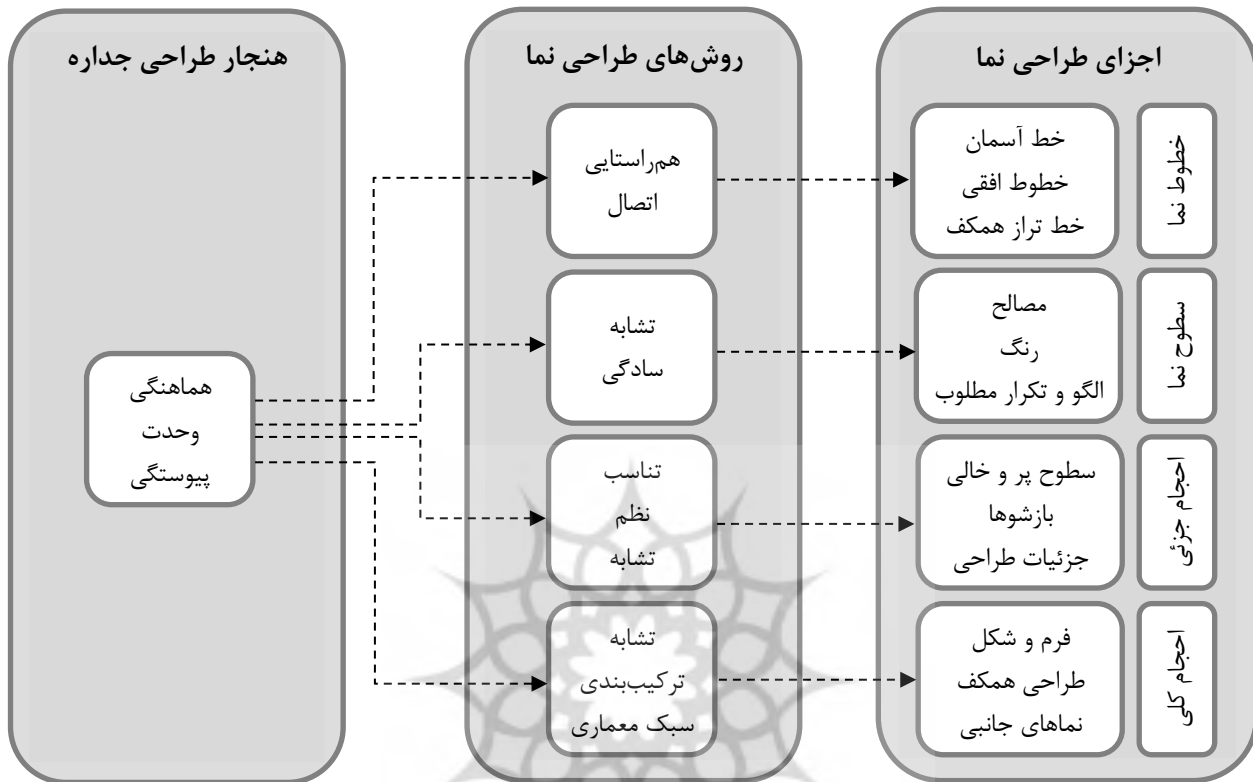 اجزای طراحی نما
خطوط نما
خط آسمان
خطوط افقی
خط تراز همکف
سطوح نما
مصالح
رنگ
الگو و تکرار مطلوب
احجام جزئی
سطوح پر و خالی
بازشوها
جزئیات طراحی
احجام کلی
فرم و شکل
طراحی همکف
نماهای جانبی
روش‌های طراحی نما
هم‌راستایی
اتصال
تشابه
سادگی
تناسب
نظم
تشابه
تشابه
ترکیب‌بندی
سبک معماری
هنجار طراحی جداره
هماهنگی
وحدت
پیوستگی